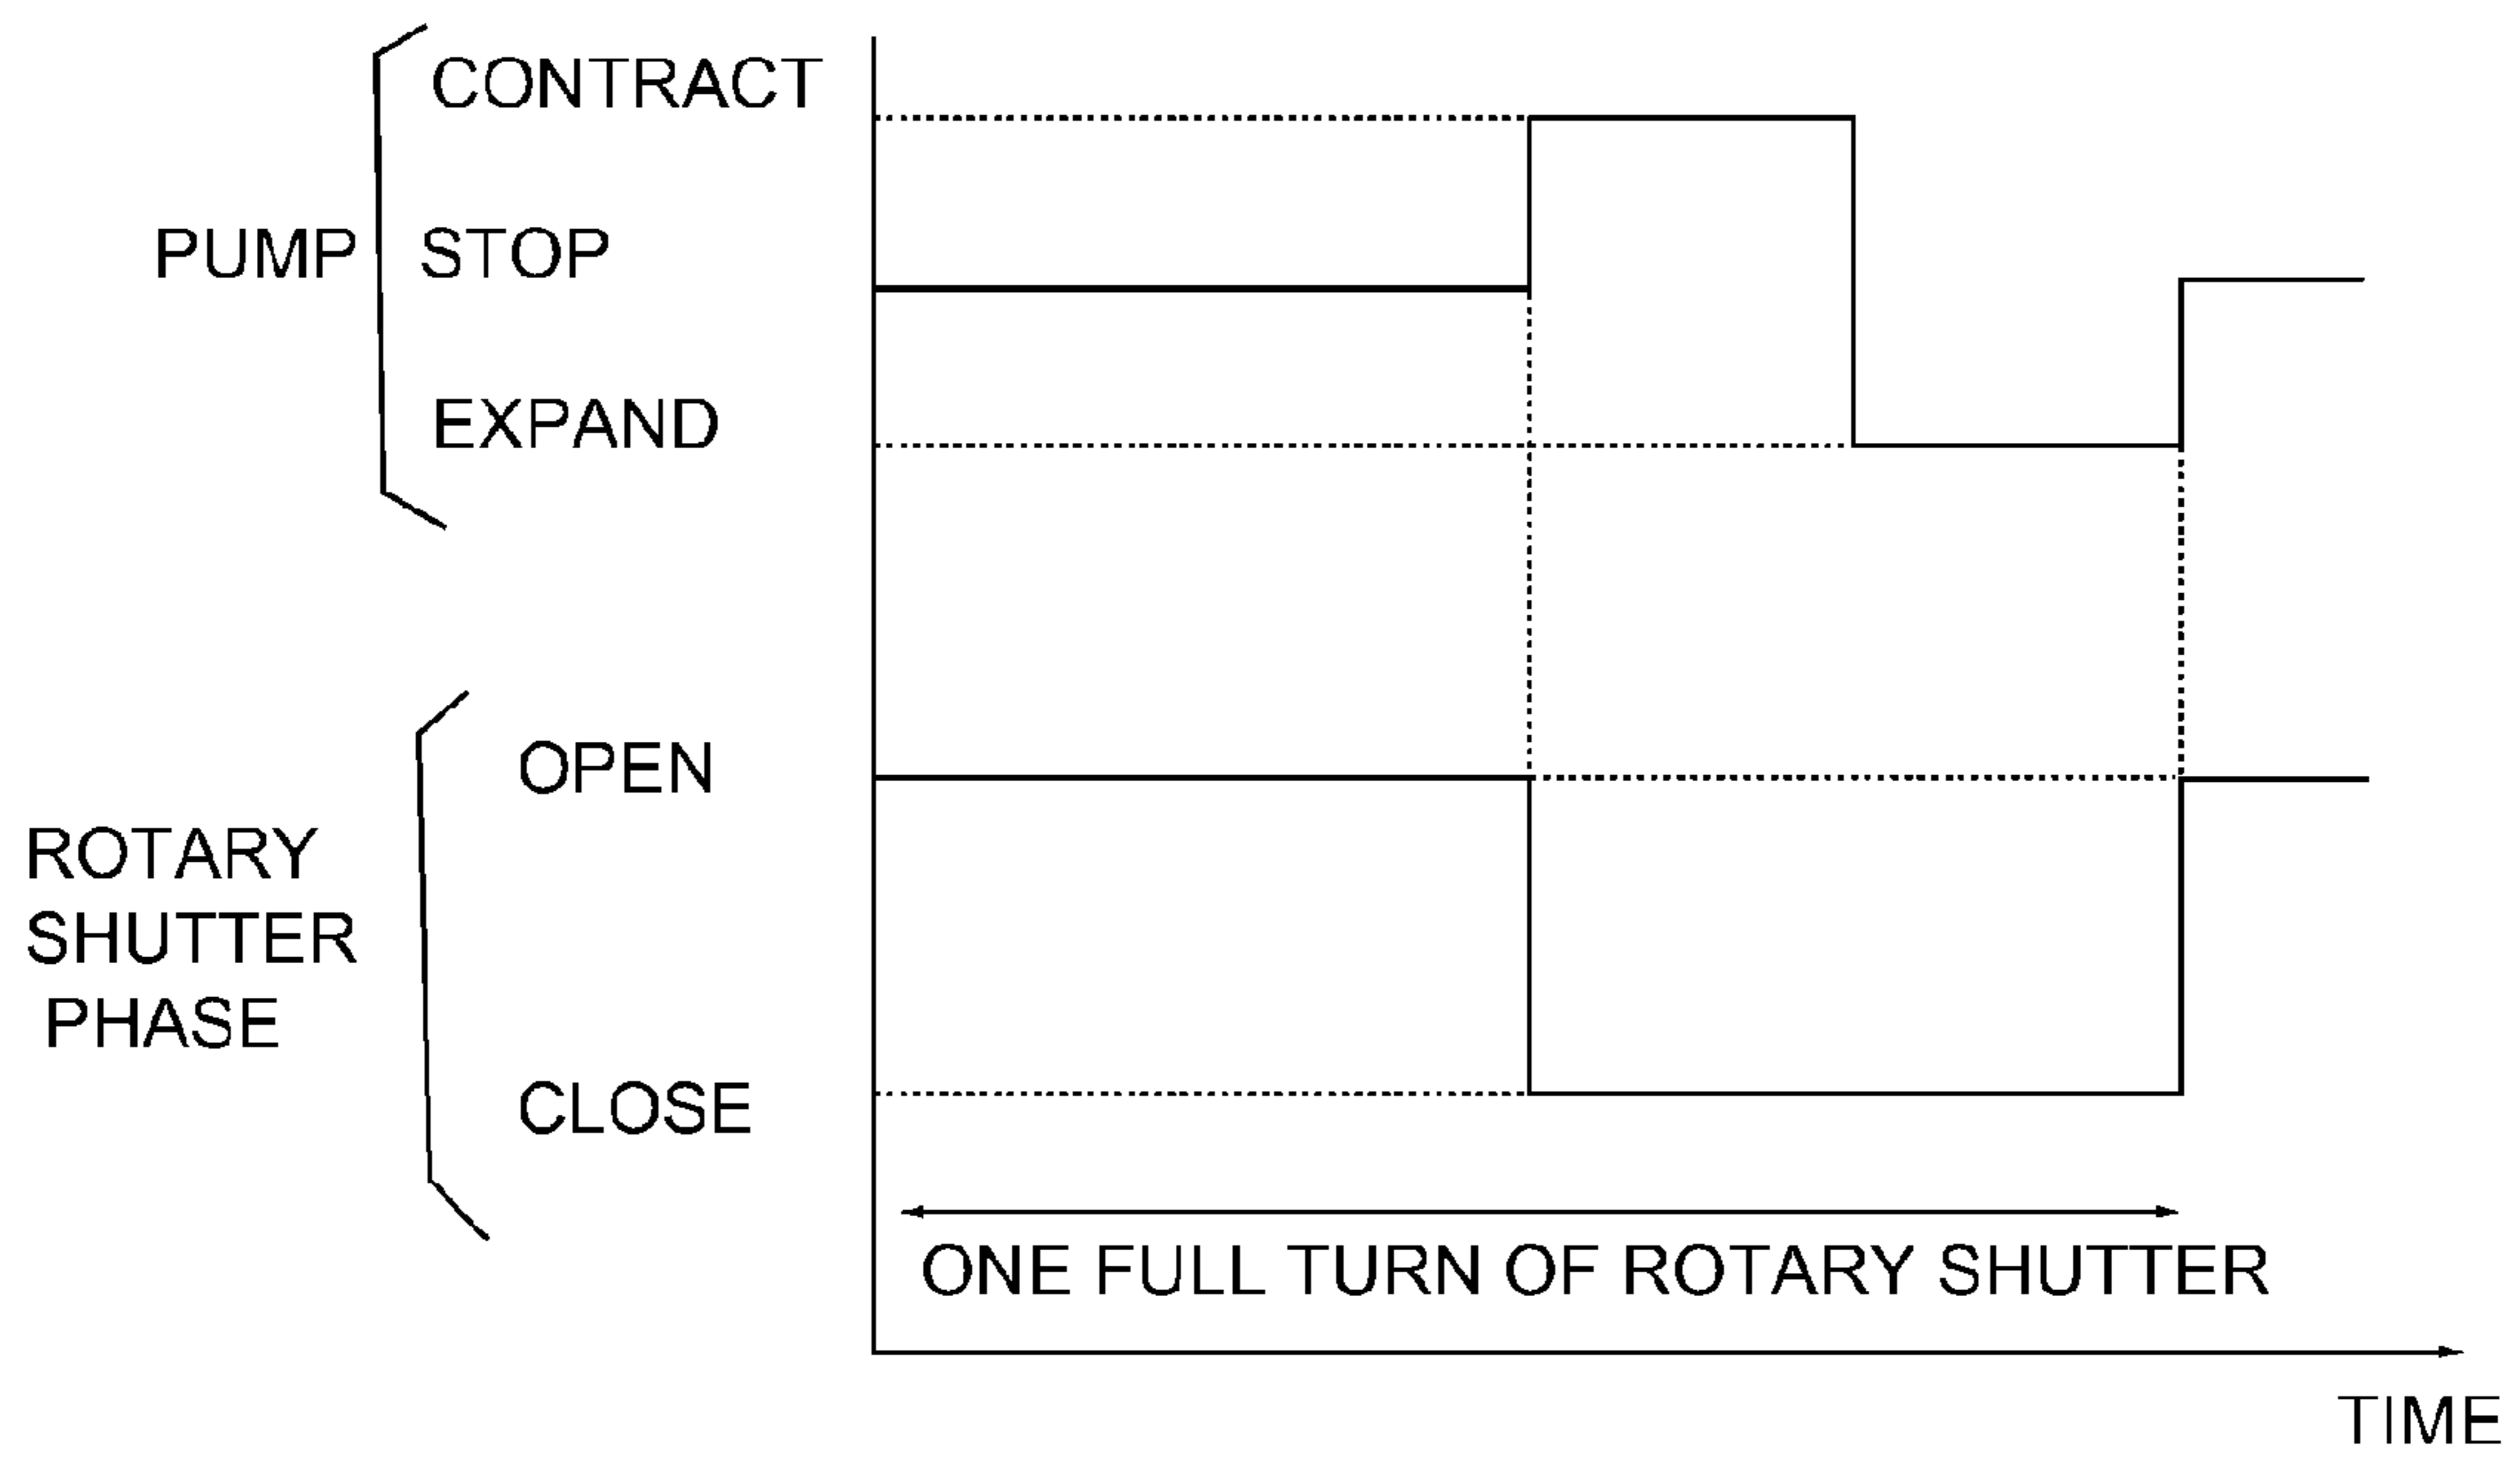 CONTRACT
PUMP
STOP
EXPAND
OPEN
ROTARY
SHUTTER
PHASE
CLOSE
ONE FULL TURN OF ROTARY SHUTTER
TIME